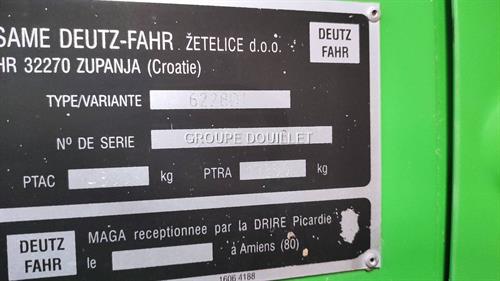 SAME DEUTZ-FAHR ŽETELICE d.o.o.
HR 32270 ZUPANJA (Croatie)
DEUTZ
FAHR
TYPE/VARIANTE
Nº DE SERIE
GROUPE DOUILLET
PTAC kg PTRA kg
DEUTZ
FAHR
MAGA receptionnee par la DRIRE Picardie
le à Amiens (80)
1606 4188